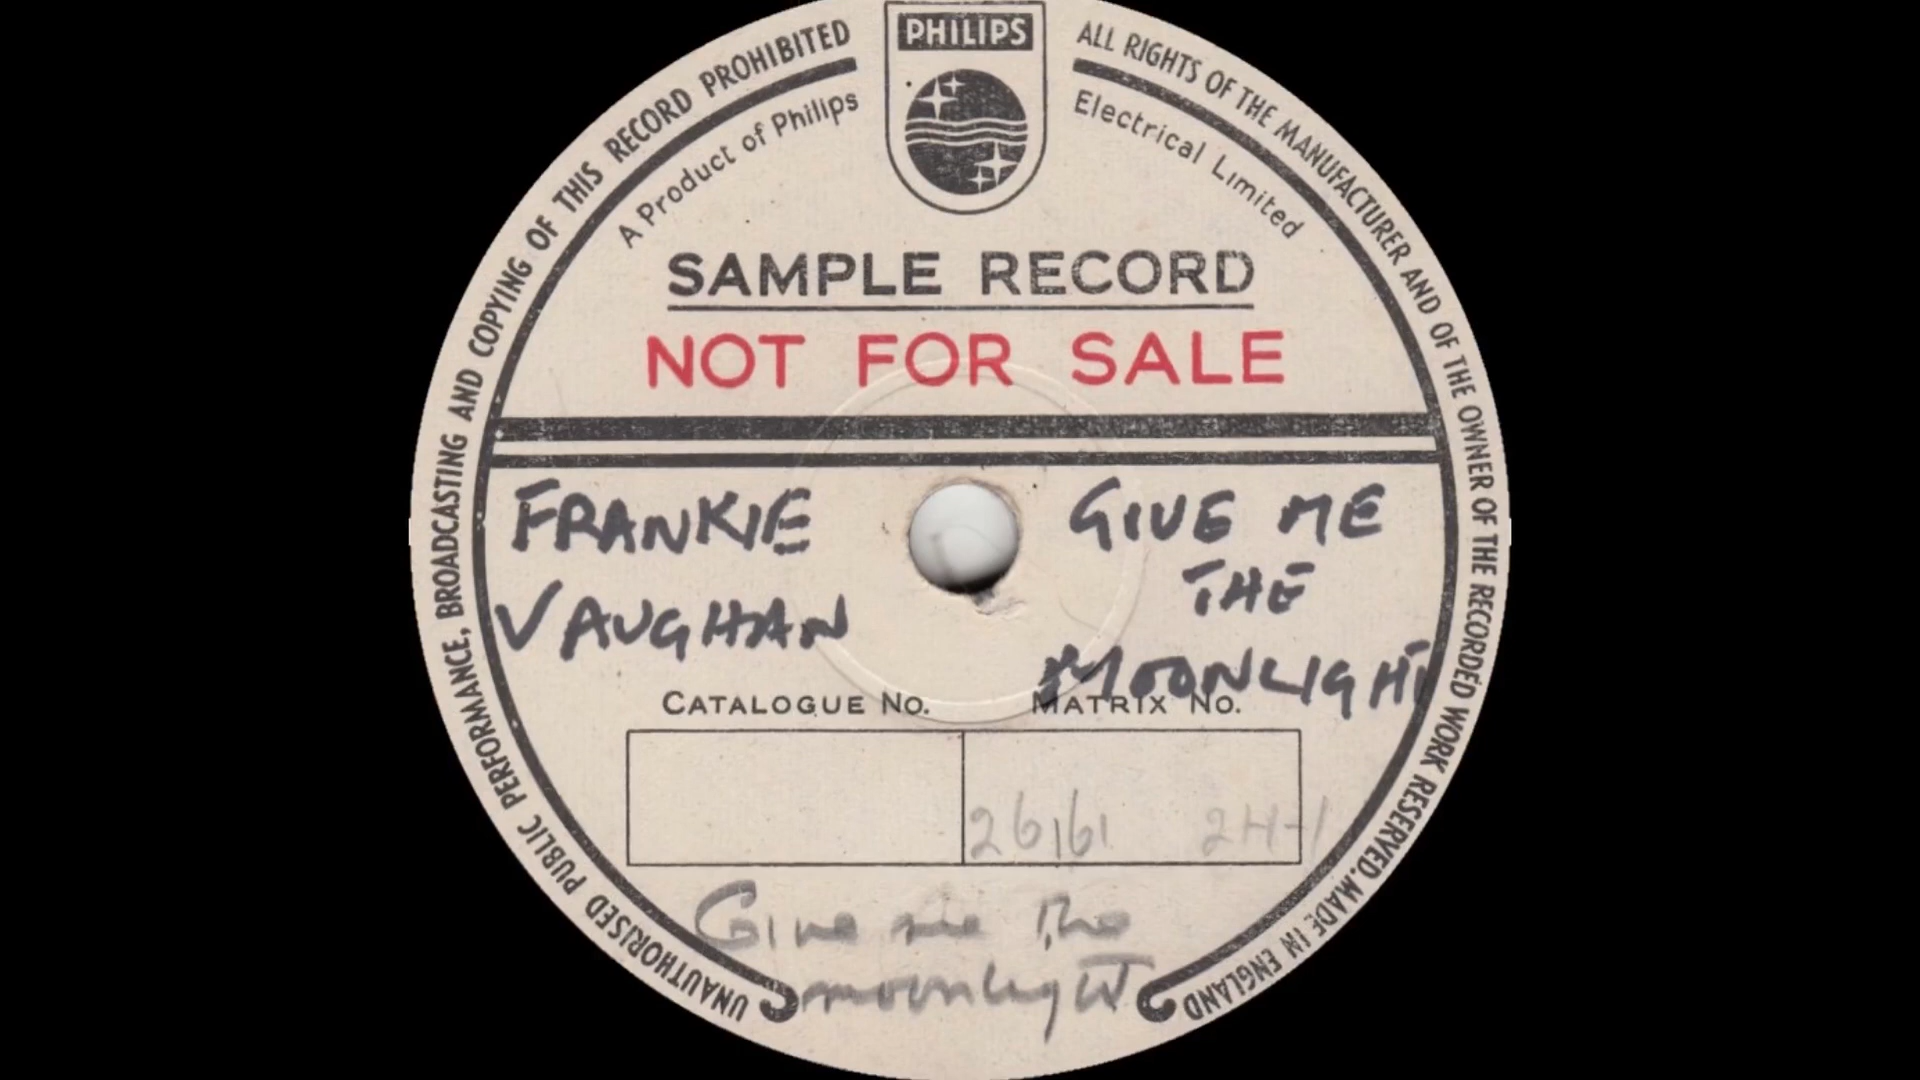 PHILIPS
UNAUTHORISED PUBLIC PERFORMANCE, BROADCASTING AND COPYING OF THIS RECORD PROHIBITED
ALL RIGHTS OF THE MANUFACTURER AND OF THE OWNER OF THE RECORDED WORK RESERVED. MADE IN ENGLAND
A Product of Philips
Electrical Limited
SAMPLE RECORD
NOT FOR SALE
FRANKIE
VAUGHAN
GIVE ME
THE
MOONLIGHT
CATALOGUE NO.
MATRIX NO.
26161 2H-1
Give me the
moonlight